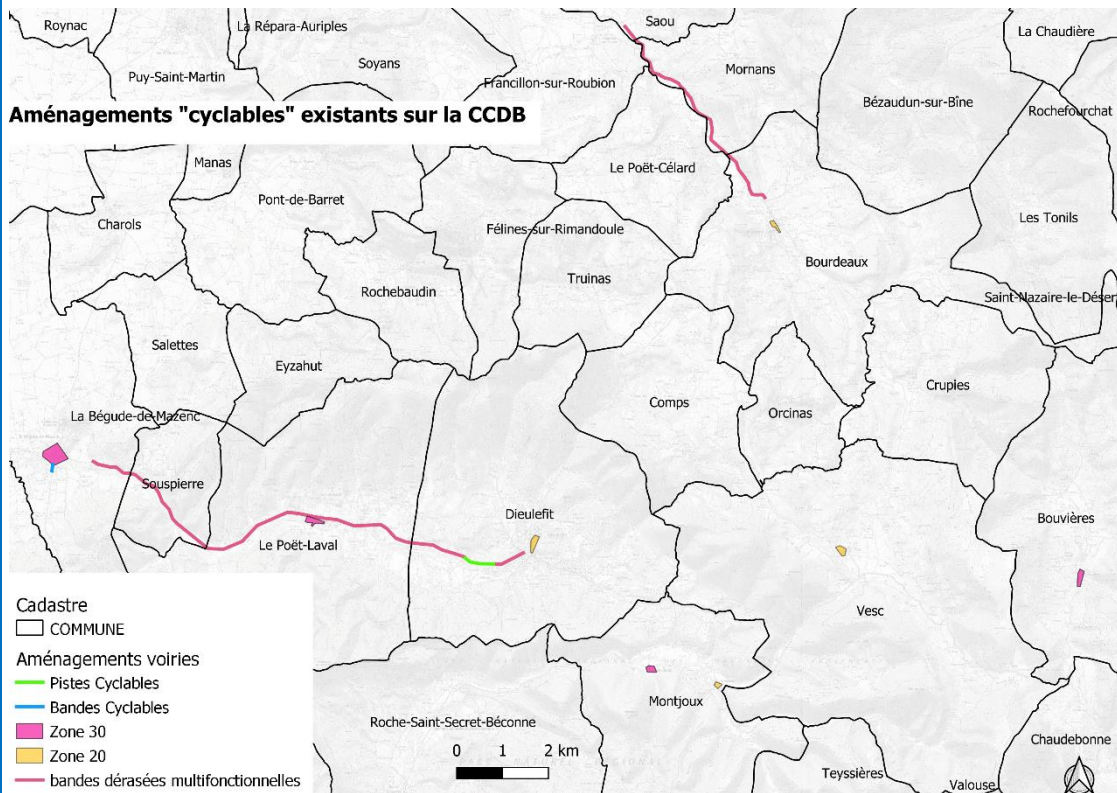 Roynac
La Répara-Auriples
Soyans
Saou
La Chaudière
Puy-Saint-Martin
Francillon-sur-Roubion
Mornans
Bézaudun-sur-Bîne
Rochefourchat
Aménagements "cyclables" existants sur la CCDB
Manas
Le Poët-Célard
Pont-de-Barret
Charols
Félines-sur-Rimandoule
Les Tonils
Truinas
Bourdeaux
Rochebaudin
Saint-Nazaire-le-Déser
Salettes
Eyzahut
Crupies
La Bégude-de-Mazenc
Comps
Orcinas
Souspierre
Dieulefit
Bouvières
Le Poët-Laval
Vesc
Montjoux
Roche-Saint-Secret-Béconne
Chaudebonne
Teyssières
Valouse
Cadastre
COMMUNE
Aménagements voiries
Pistes Cyclables
Bandes Cyclables
Zone 30
Zone 20
bandes dérasées multifonctionnelles
0 1 2 km